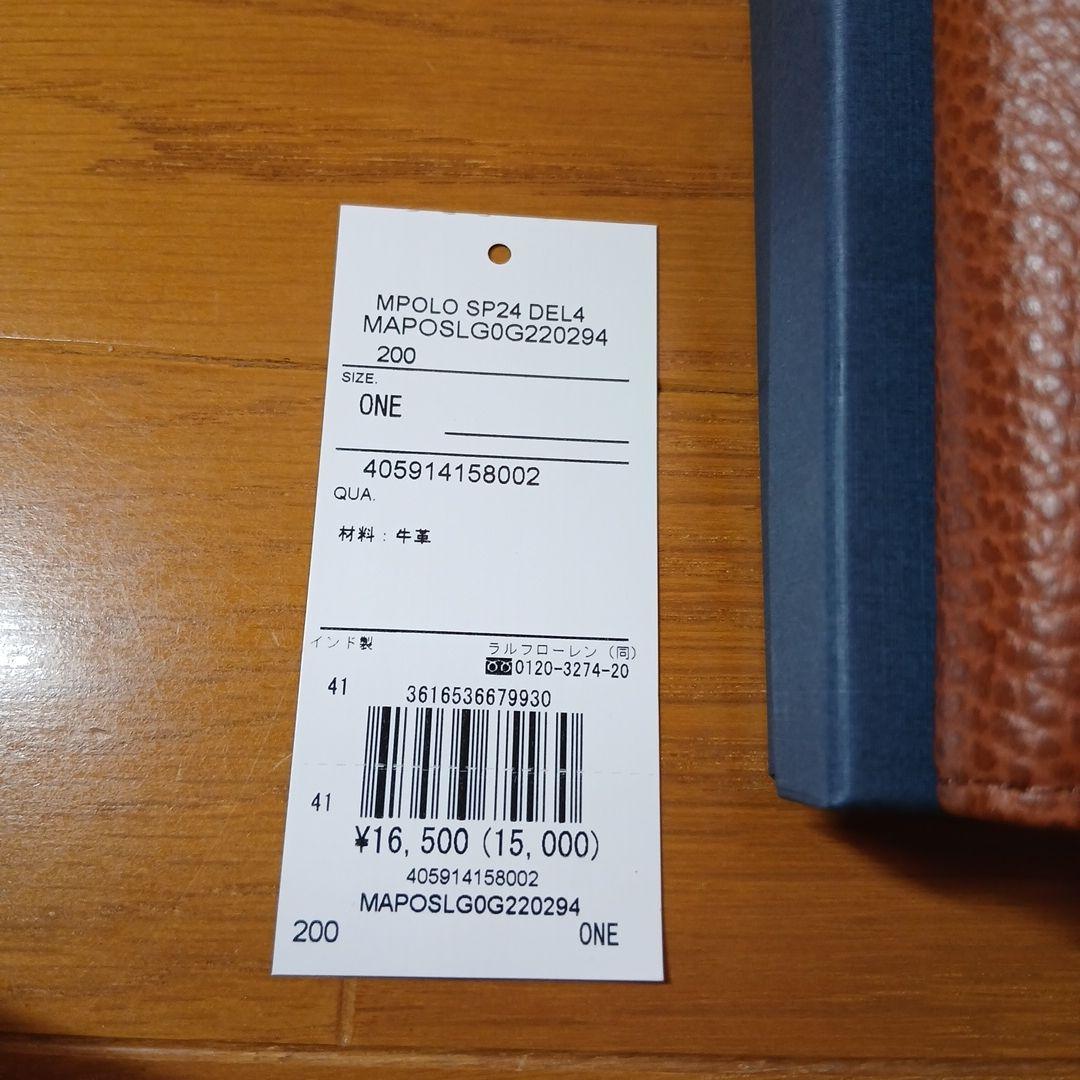 MPOLO SP24 DEL4
MAPOSLG0G220294
200
SIZE.
ONE
405914158002
QUA.
材料：牛革
インド製
ラルフローレン（同）
0120-3274-20
41
3616536679930
41
¥16,500 (15,000)
405914158002
MAPOSLG0G220294
200
ONE